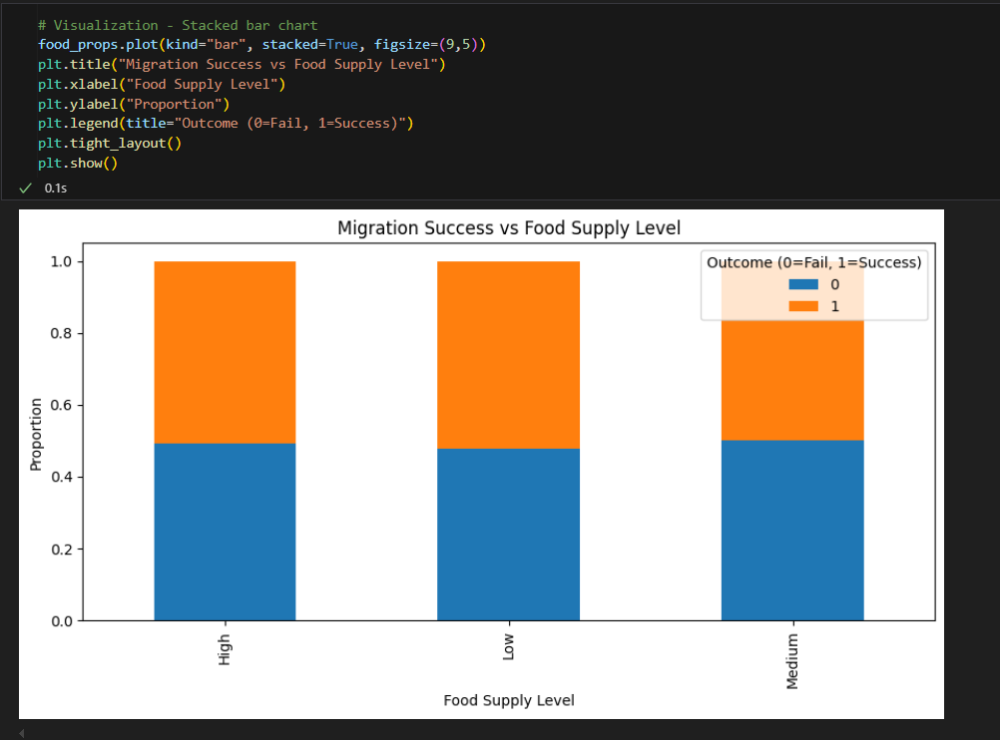 # Visualization - Stacked bar chart
food_props.plot(kind="bar", stacked=True, figsize=(9,5))
plt.title("Migration Success vs Food Supply Level")
plt.xlabel("Food Supply Level")
plt.ylabel("Proportion")
plt.legend(title="Outcome (0=Fail, 1=Success)")
plt.tight_layout()
plt.show()
0.1s
Migration Success vs Food Supply Level
Outcome (0=Fail, 1=Success)
0
1
1.0
0.8
0.6
0.4
0.2
0.0
Proportion
High
Low
Medium
Food Supply Level